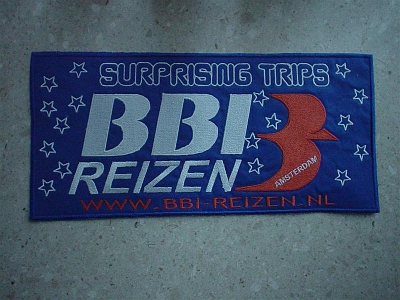 SURPRISING TRIPS
BBI
REIZEN
AMSTERDAM
WWW.BBI-REIZEN.NL